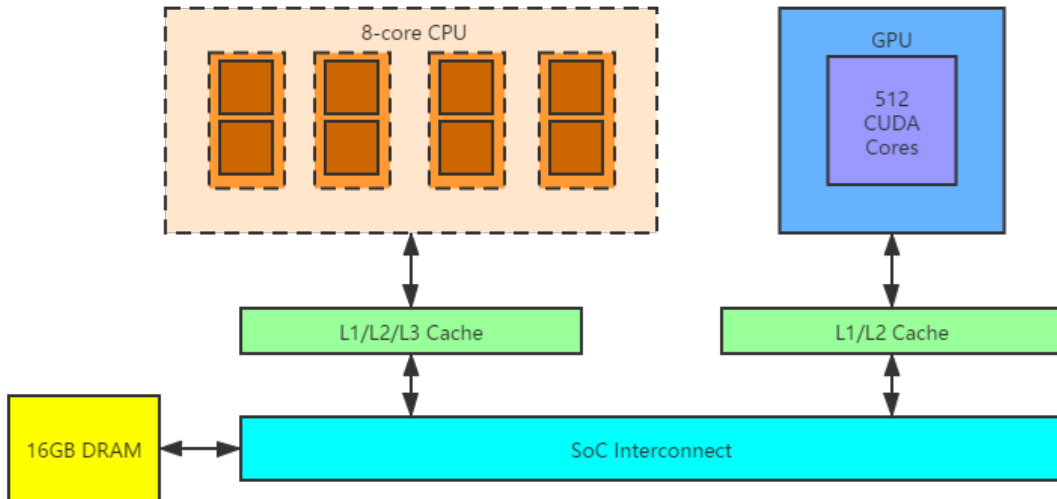 8-core CPU
GPU
512
CUDA
Cores
L1/L2/L3 Cache
L1/L2 Cache
16GB DRAM
SoC Interconnect